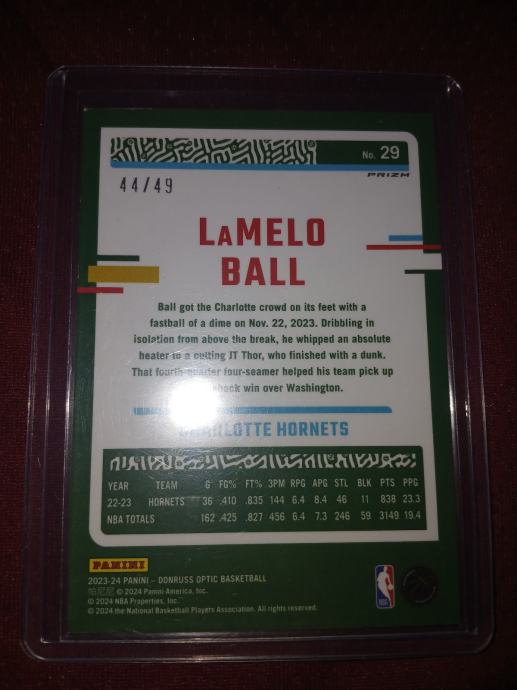 No. 29
PRIZM
44/49
LAMELO
BALL
Ball got the Charlotte crowd on its feet with a
fastball of a dime on Nov. 22, 2023. Dribbling in
isolation from above the break, he whipped an absolute
heater to a cutting JT Thor, who finished with a dunk.
That fourth-quarter four-seamer helped his team pick up
win over Washington.
CHARLOTTE HORNETS
YEAR TEAM G FG% FT% 3PM RPG APG STL BLK PTS PPG
22-23 HORNETS 36 .410 .835 144 6.4 8.4 46 11 838 23.3
NBA TOTALS 162 .425 .827 456 6.4 7.3 246 59 3149 19.4
PANINI
2023-24 PANINI – DONRUSS OPTIC BASKETBALL
帕尼尼 © 2024 Panini America, Inc.
© 2024 NBA Properties, Inc.
© 2024 the National Basketball Players Association. All rights reserved.